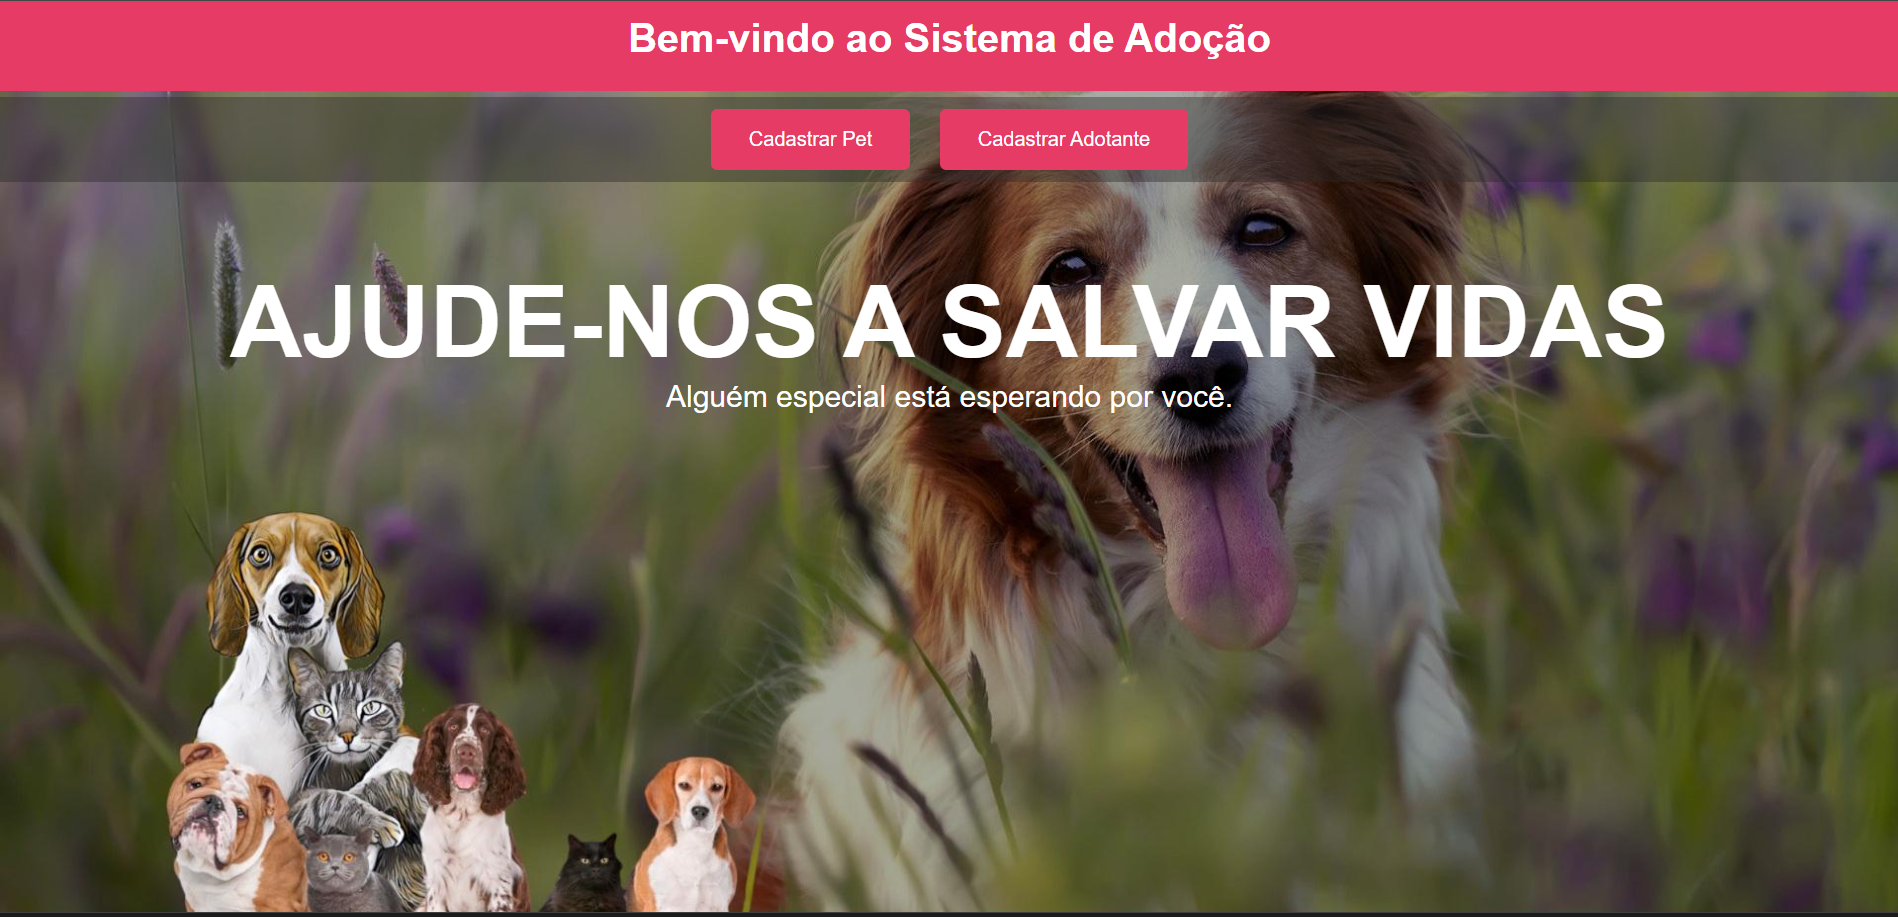 Bem-vindo ao Sistema de Adoção
Cadastrar Pet
Cadastrar Adotante
AJUDE-NOS A SALVAR VIDAS
Alguém especial está esperando por você.